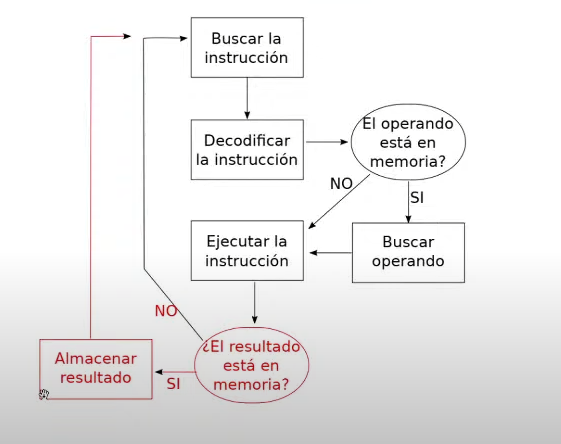 Buscar la
instrucción
Decodificar
la instrucción
El operando
está en
memoria?
NO
SI
Ejecutar la
instrucción
Buscar
operando
NO
¿El resultado
está en
memoria?
SI
Almacenar
resultado